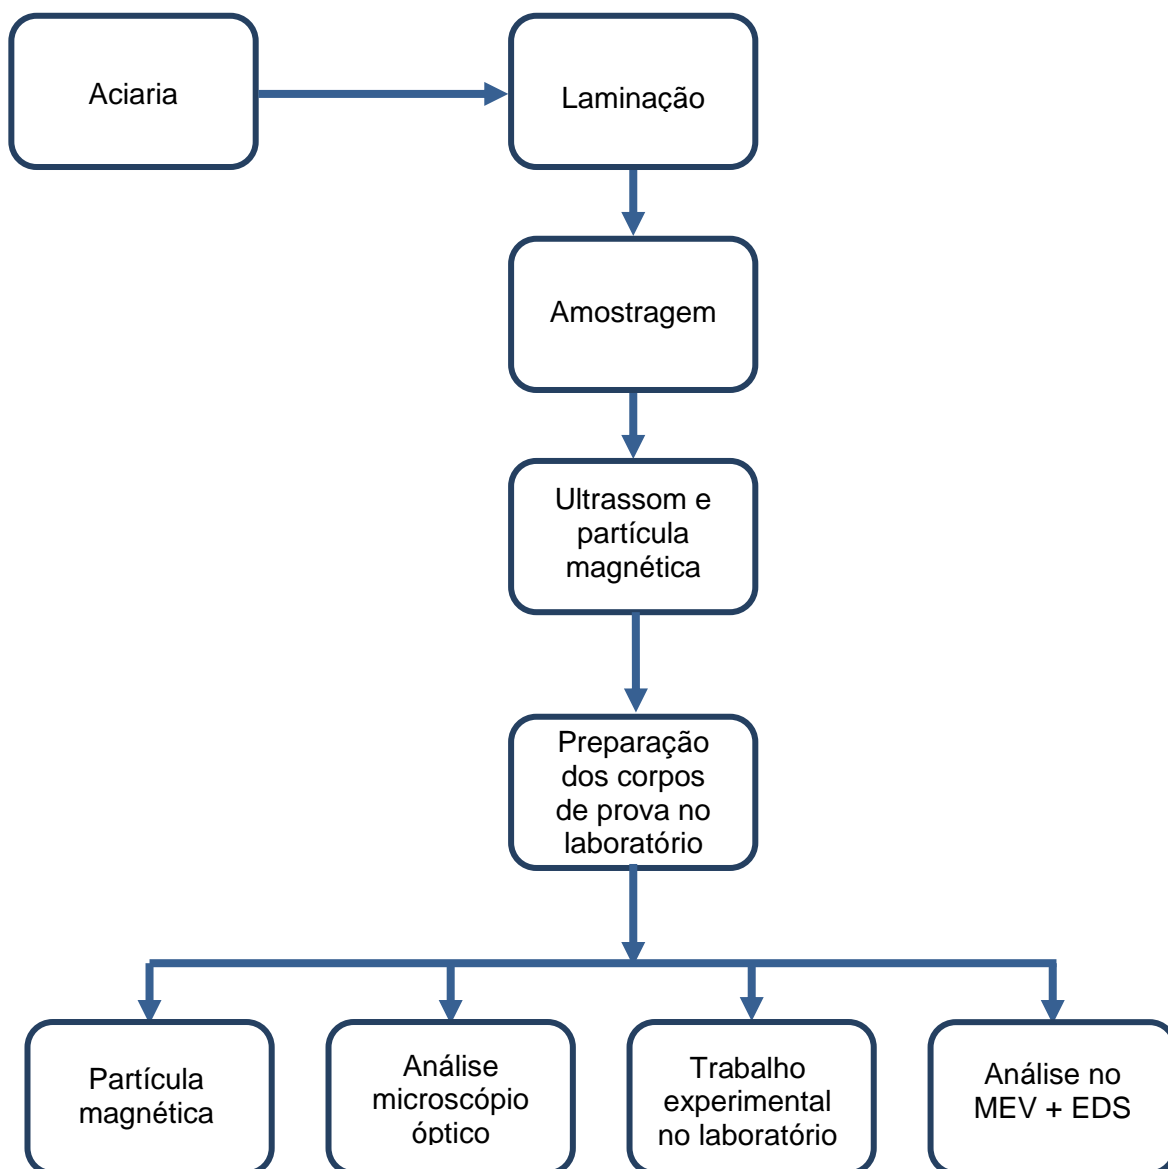 Aciaria
Laminação
Amostragem
Ultrassom e
partícula
magnética
Preparação
dos corpos
de prova no
laboratório
Partícula
magnética
Análise
microscópio
óptico
Trabalho
experimental
no laboratório
Análise no
MEV + EDS